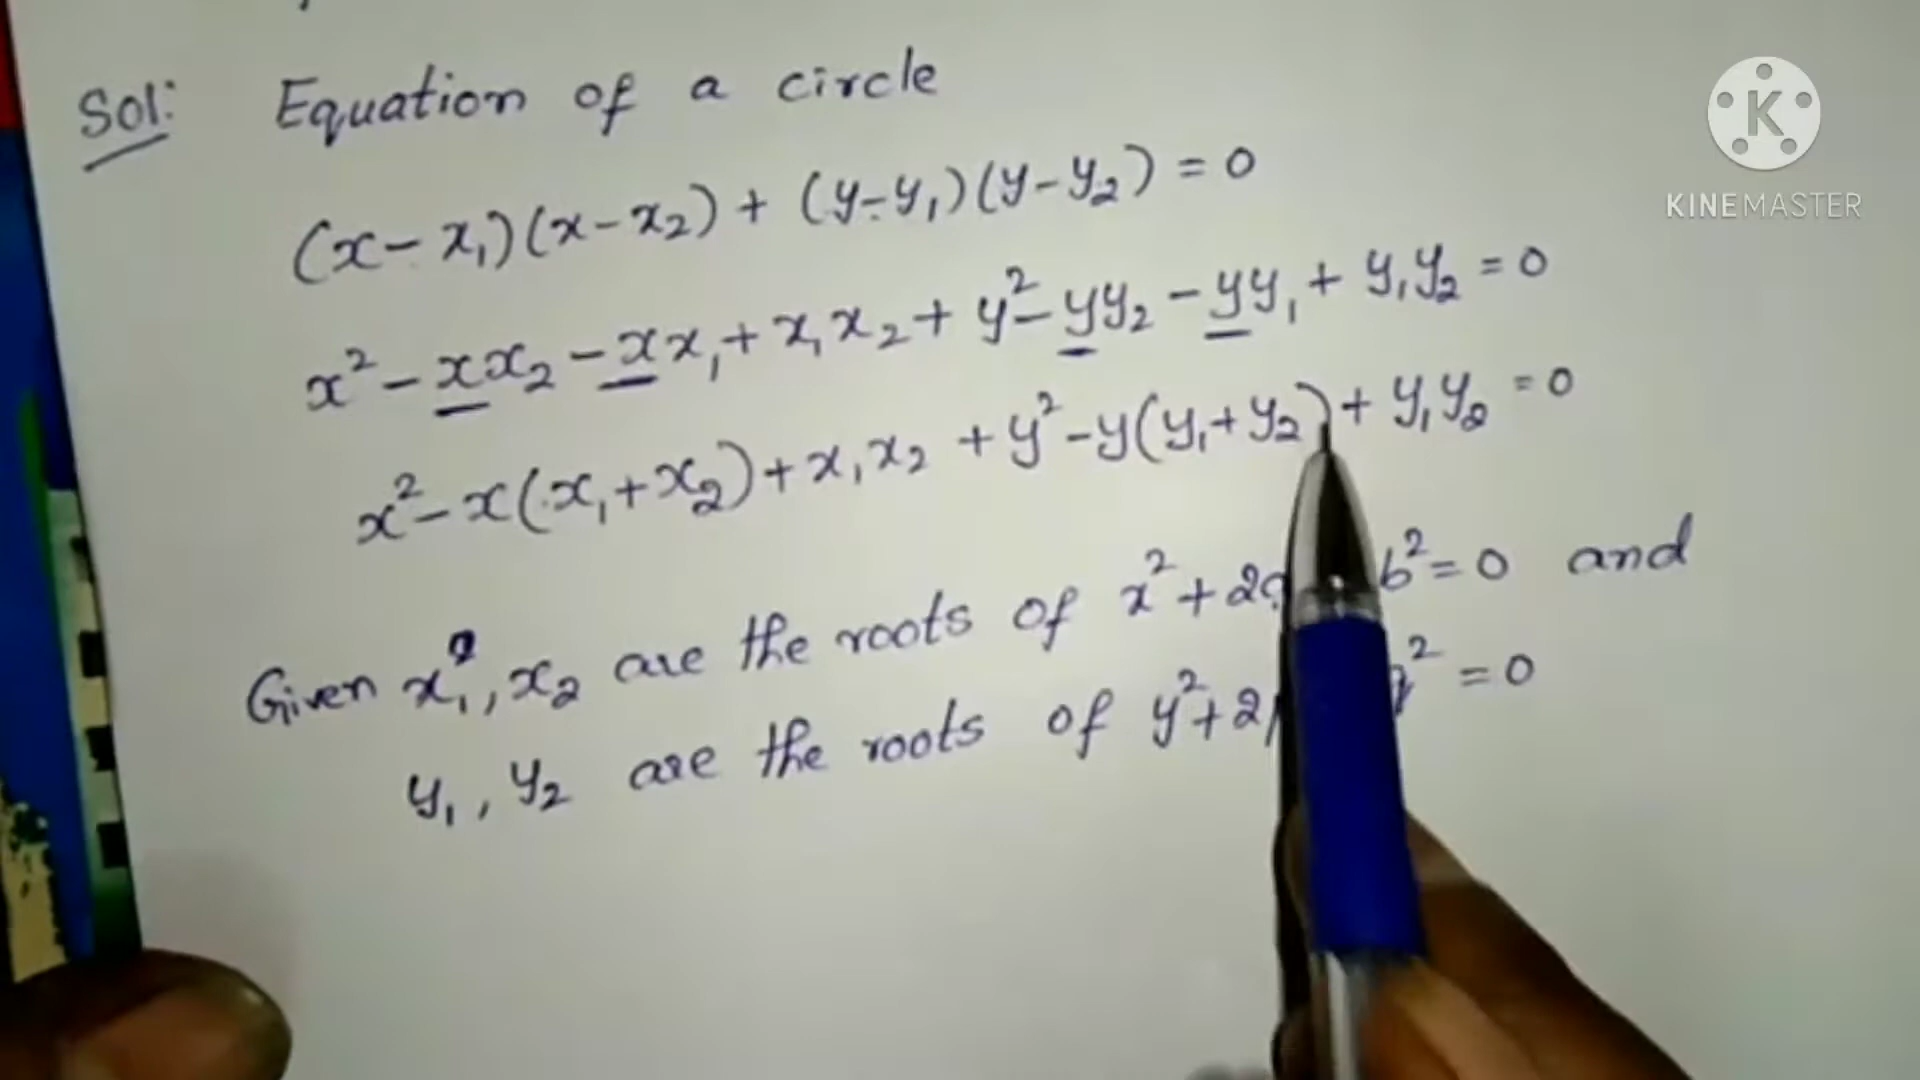 Sol: Equation of a circle
(x - x₁)(x - x₂) + (y - y₁)(y - y₂) = 0
x² - xx₂ - xx₁ + x₁x₂ + y² - yy₂ - yy₁ + y₁y₂ = 0
x² - x(x₁ + x₂) + x₁x₂ + y² - y(y₁ + y₂) + y₁y₂ = 0
Given x₁, x₂ are the roots of x² + 2 b² = 0 and
y₁, y₂ are the roots of y² + 2 ² = 0
K
KINEMASTER